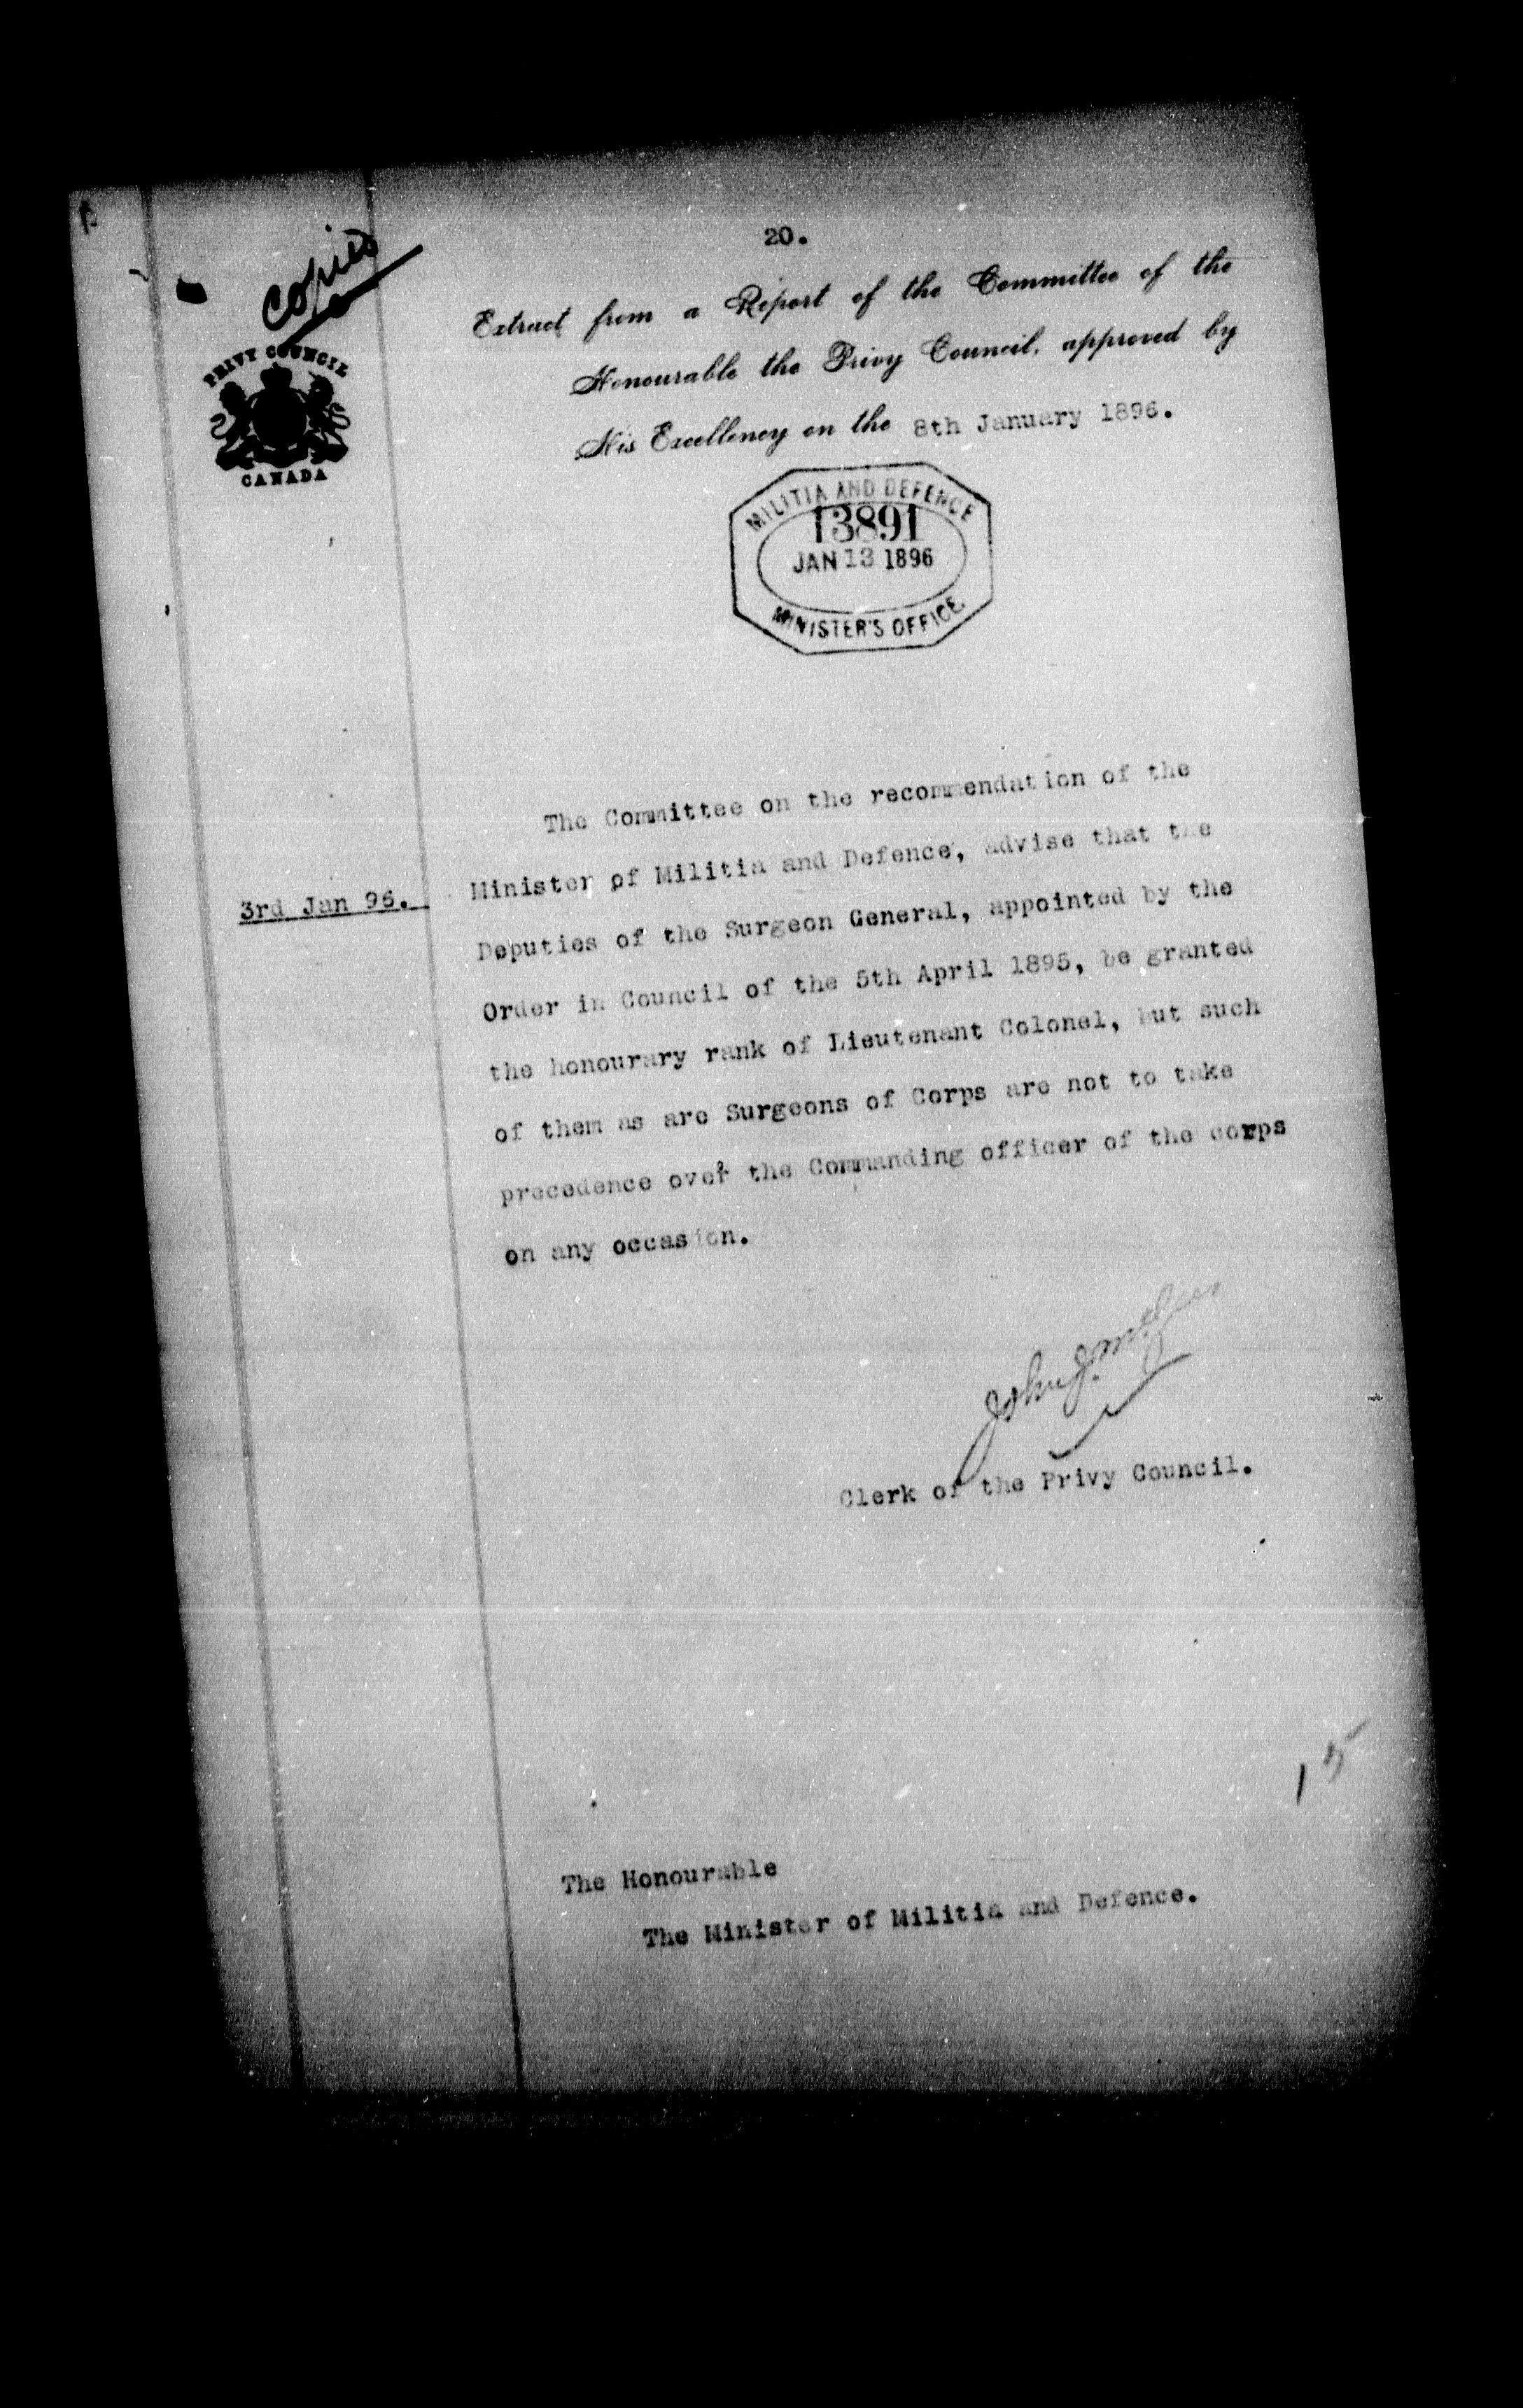 20.
copied
PRIVY COUNCIL
CANADA
Extract from a Report of the Committee of the
Honourable the Privy Council, approved by
His Excellency on the 8th January 1896.
MILITIA AND DEFENCE
13891
JAN 13 1896
MINISTER'S OFFICE.
The Committee on the recommendation of the
3rd Jan 96.
Minister of Militia and Defence, advise that the
Deputies of the Surgeon General, appointed by the
Order in Council of the 5th April 1895, be granted
the honourary rank of Lieutenant Colonel, but such
of them as are Surgeons of Corps are not to take
precedence over the Commanding officer of the corps
on any occasion.
John J. McGee
Clerk of the Privy Council.
15
The Honourable
The Minister of Militia and Defence.